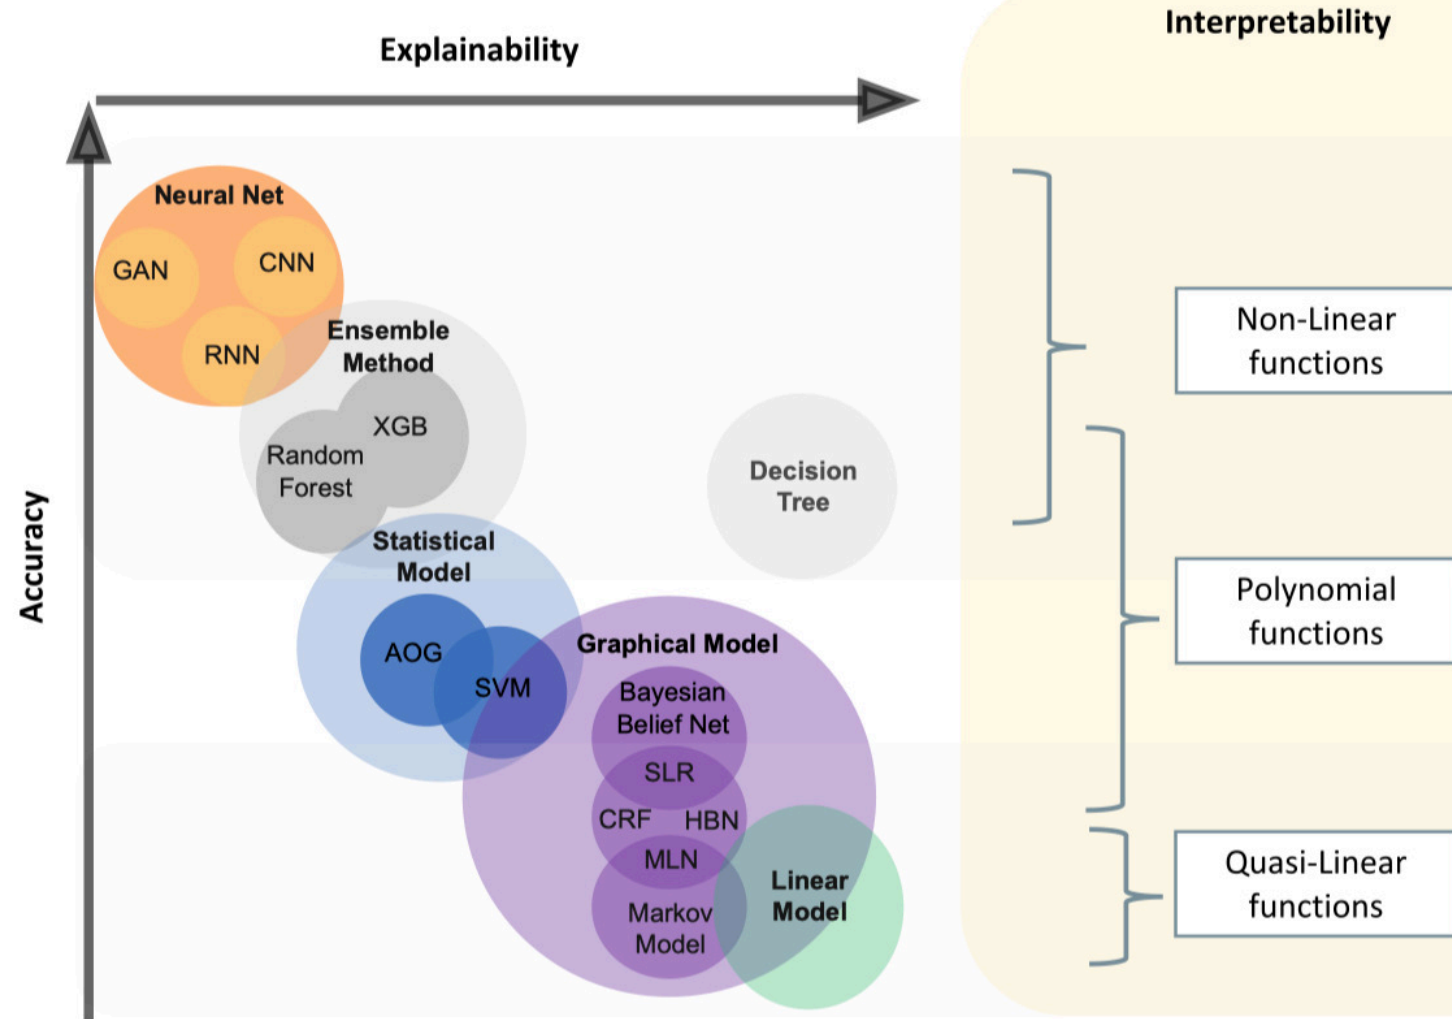 Explainability
Interpretability
Accuracy
Neural Net
GAN
CNN
RNN
Ensemble
Method
XGB
Random
Forest
Decision
Tree
Statistical
Model
AOG
SVM
Graphical Model
Bayesian
Belief Net
SLR
CRF HBN
MLN
Markov
Model
Linear
Model
Non-Linear
functions
Polynomial
functions
Quasi-Linear
functions